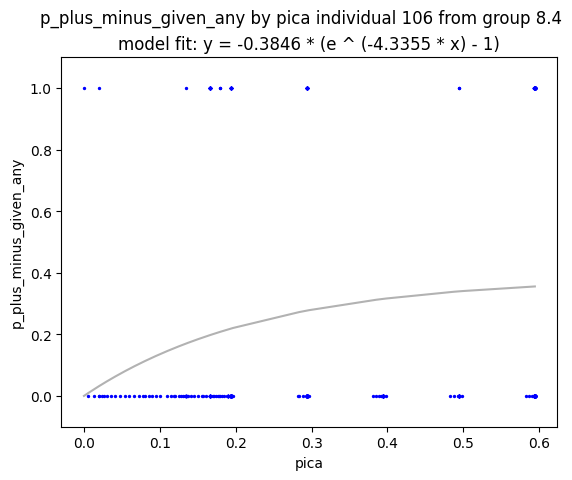 p_plus_minus_given_any by pica individual 106 from group 8.4
model fit: y = -0.3846 * (e ^ (-4.3355 * x) - 1)
1.0
0.8
0.6
0.4
0.2
0.0
p_plus_minus_given_any
0.0 0.1 0.2 0.3 0.4 0.5 0.6
pica